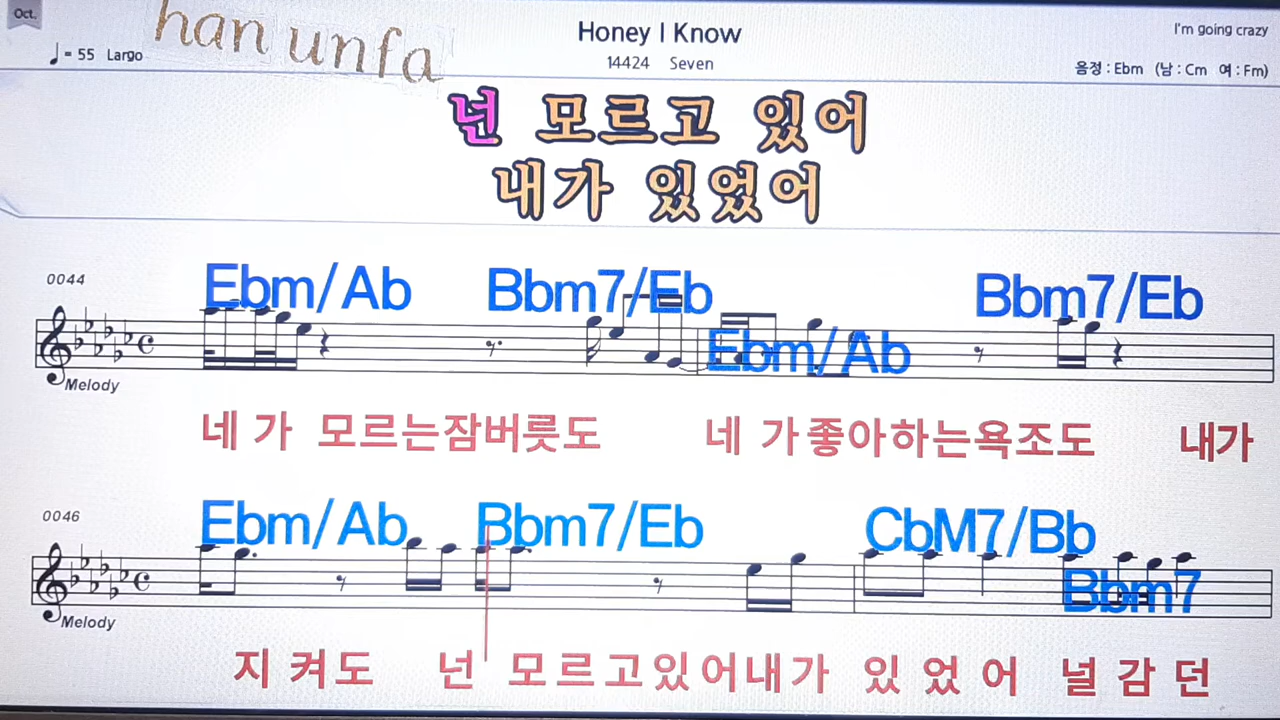 Oct.
han unfa
♩ = 55 Largo
Honey I Know
14424 Seven
I'm going crazy
음정 : Ebm (남 : Cm 여 : Fm)
넌 모르고 있어
내가 있었어
0044
Ebm/Ab Bbm7/Eb Ebm/Ab Bbm7/Eb
Melody
네 가 모르는잠버릇도 네 가좋아하는욕조도 내가
0046
Ebm/Ab Bbm7/Eb CbM7/Bb Bbm7
Melody
지 켜도 넌 모르고있어내가 있 었 어 널 감 던